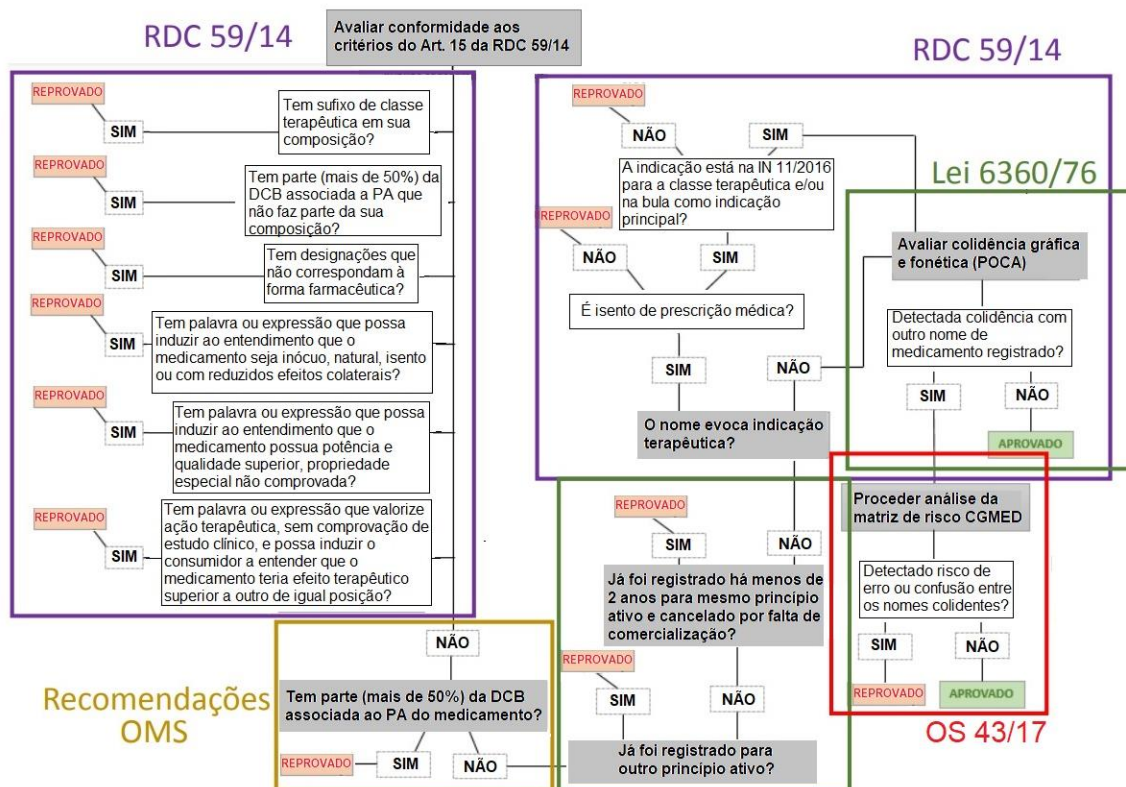 RDC 59/14
Avaliar conformidade aos
critérios do Art. 15 da RDC 59/14
REPROVADO
SIM
Tem sufixo de classe
terapêutica em sua
composição?
REPROVADO
SIM
Tem parte (mais de 50%) da
DCB associada a PA que
não faz parte da sua
composição?
REPROVADO
SIM
Tem designações que
não correspondam à
forma farmacêutica?
REPROVADO
SIM
Tem palavra ou expressão que possa
induzir ao entendimento que o
medicamento seja inócuo, natural, isento
ou com reduzidos efeitos colaterais?
REPROVADO
SIM
Tem palavra ou expressão que possa
induzir ao entendimento que o
medicamento possua potência e
qualidade superior, propriedade
especial não comprovada?
REPROVADO
SIM
Tem palavra ou expressão que valorize
ação terapêutica, sem comprovação de
estudo clínico, e possa induzir o
consumidor a entender que o
medicamento teria efeito terapêutico
superior a outro de igual posição?
NÃO
Recomendações
OMS
Tem parte (mais de 50%) da DCB
associada ao PA do medicamento?
REPROVADO
SIM
NÃO
RDC 59/14
REPROVADO
NÃO
SIM
A indicação está na IN 11/2016
para a classe terapêutica e/ou
na bula como indicação
principal?
REPROVADO
NÃO
SIM
É isento de prescrição médica?
SIM
NÃO
O nome evoca indicação
terapêutica?
REPROVADO
SIM
NÃO
Já foi registrado há menos de
2 anos para mesmo princípio
ativo e cancelado por falta de
comercialização?
REPROVADO
SIM
NÃO
Já foi registrado para
outro princípio ativo?
Lei 6360/76
Avaliar colidência gráfica
e fonética (POCA)
Detectada colidência com
outro nome de
medicamento registrado?
SIM
NÃO
APROVADO
Proceder análise da
matriz de risco CGMED
Detectado risco de
erro ou confusão entre
os nomes colidentes?
SIM
NÃO
REPROVADO
APROVADO
OS 43/17